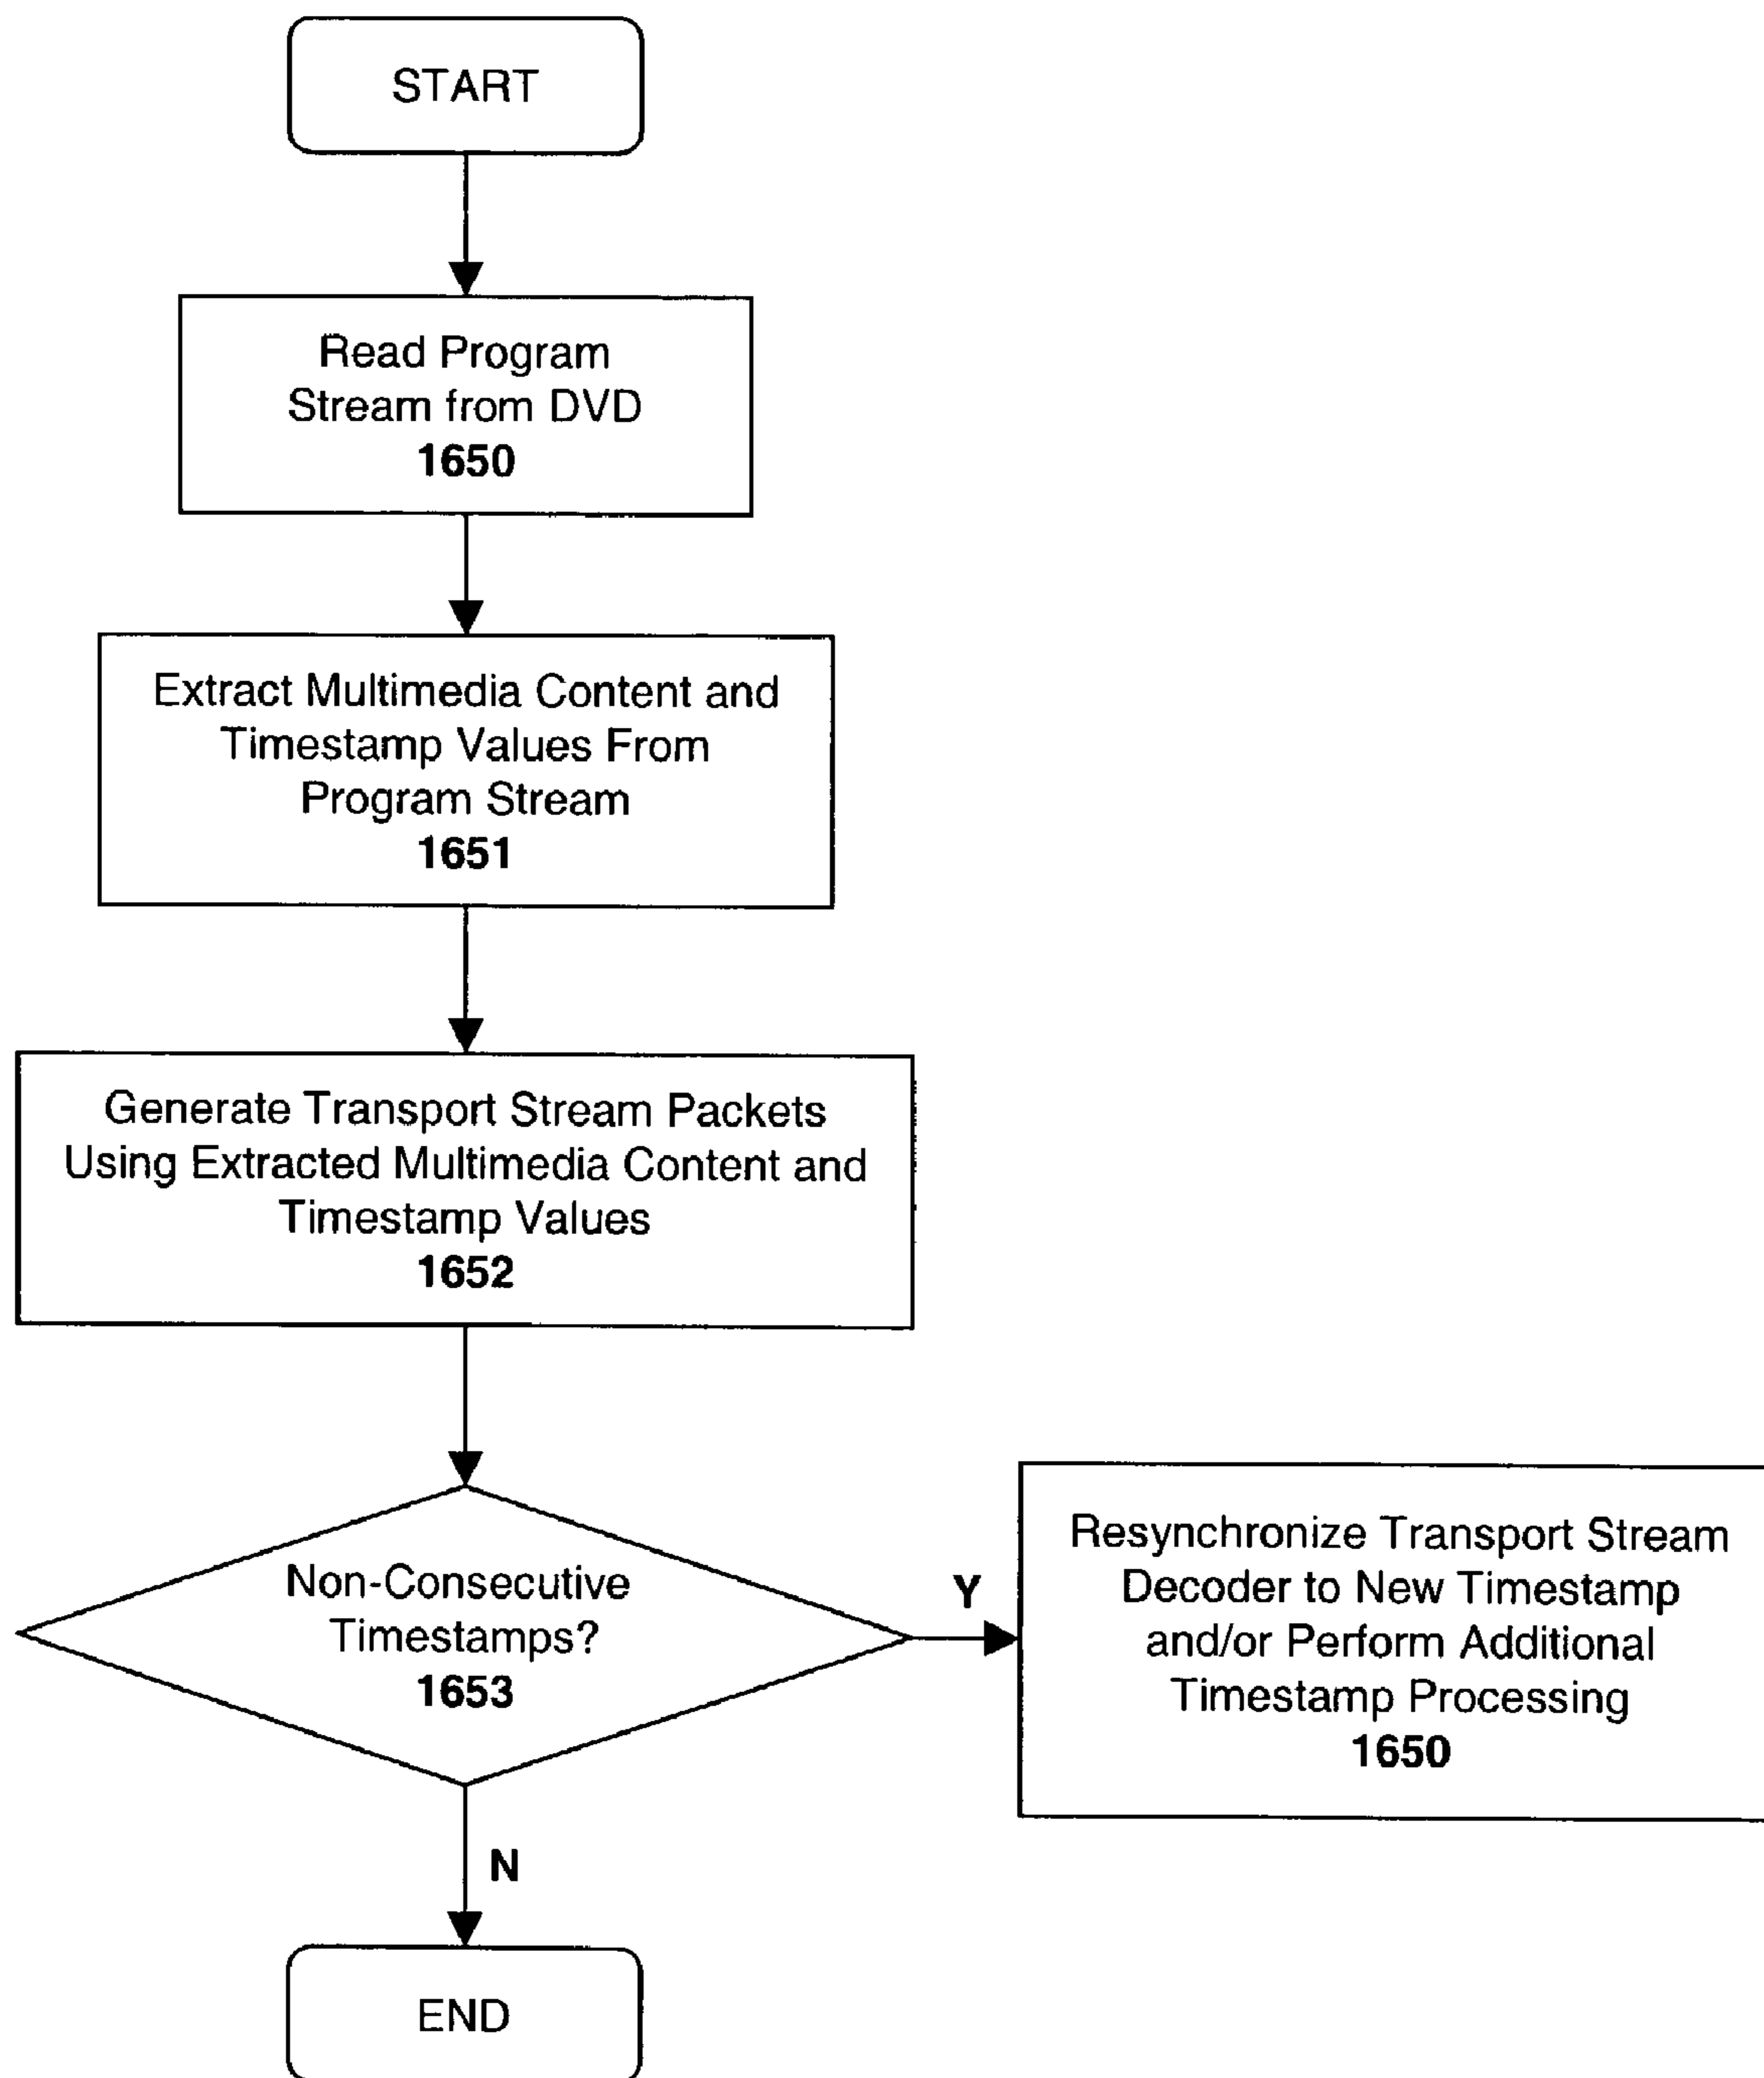 START
Read Program
Stream from DVD
1650
Extract Multimedia Content and
Timestamp Values From
Program Stream
1651
Generate Transport Stream Packets
Using Extracted Multimedia Content and
Timestamp Values
1652
Non-Consecutive
Timestamps?
1653
Y
Resynchronize Transport Stream
Decoder to New Timestamp
and/or Perform Additional
Timestamp Processing
1650
N
END